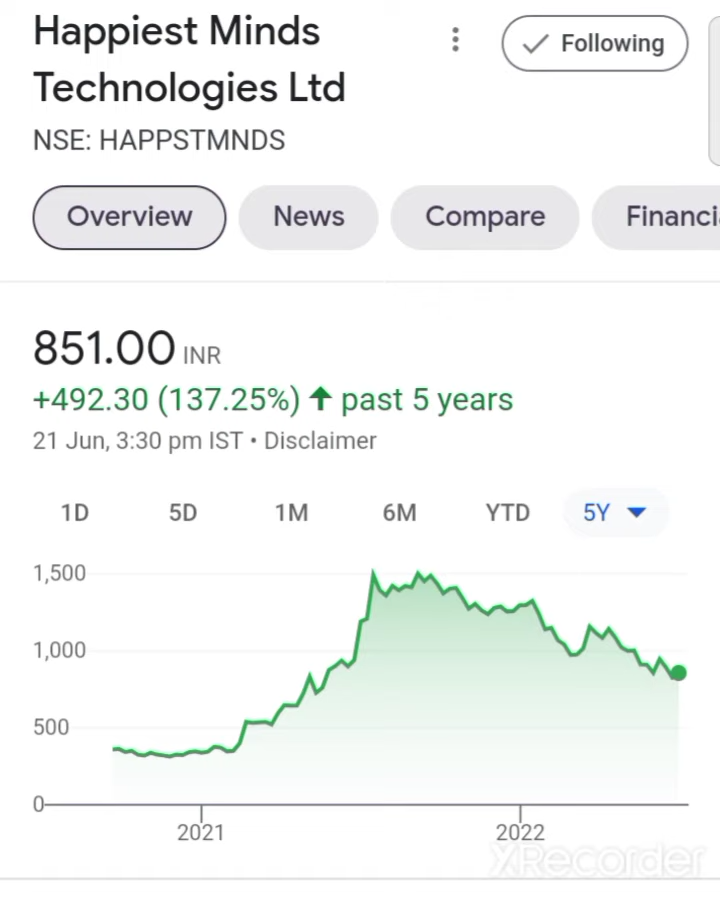 Happiest Minds
Technologies Ltd
Following
NSE: HAPPSTMNDS
Overview News Compare Financi
851.00 INR
+492.30 (137.25%) ↑ past 5 years
21 Jun, 3:30 pm IST • Disclaimer
1D 5D 1M 6M YTD 5Y
1,500
1,000
500
0
2021 2022
XRecorder